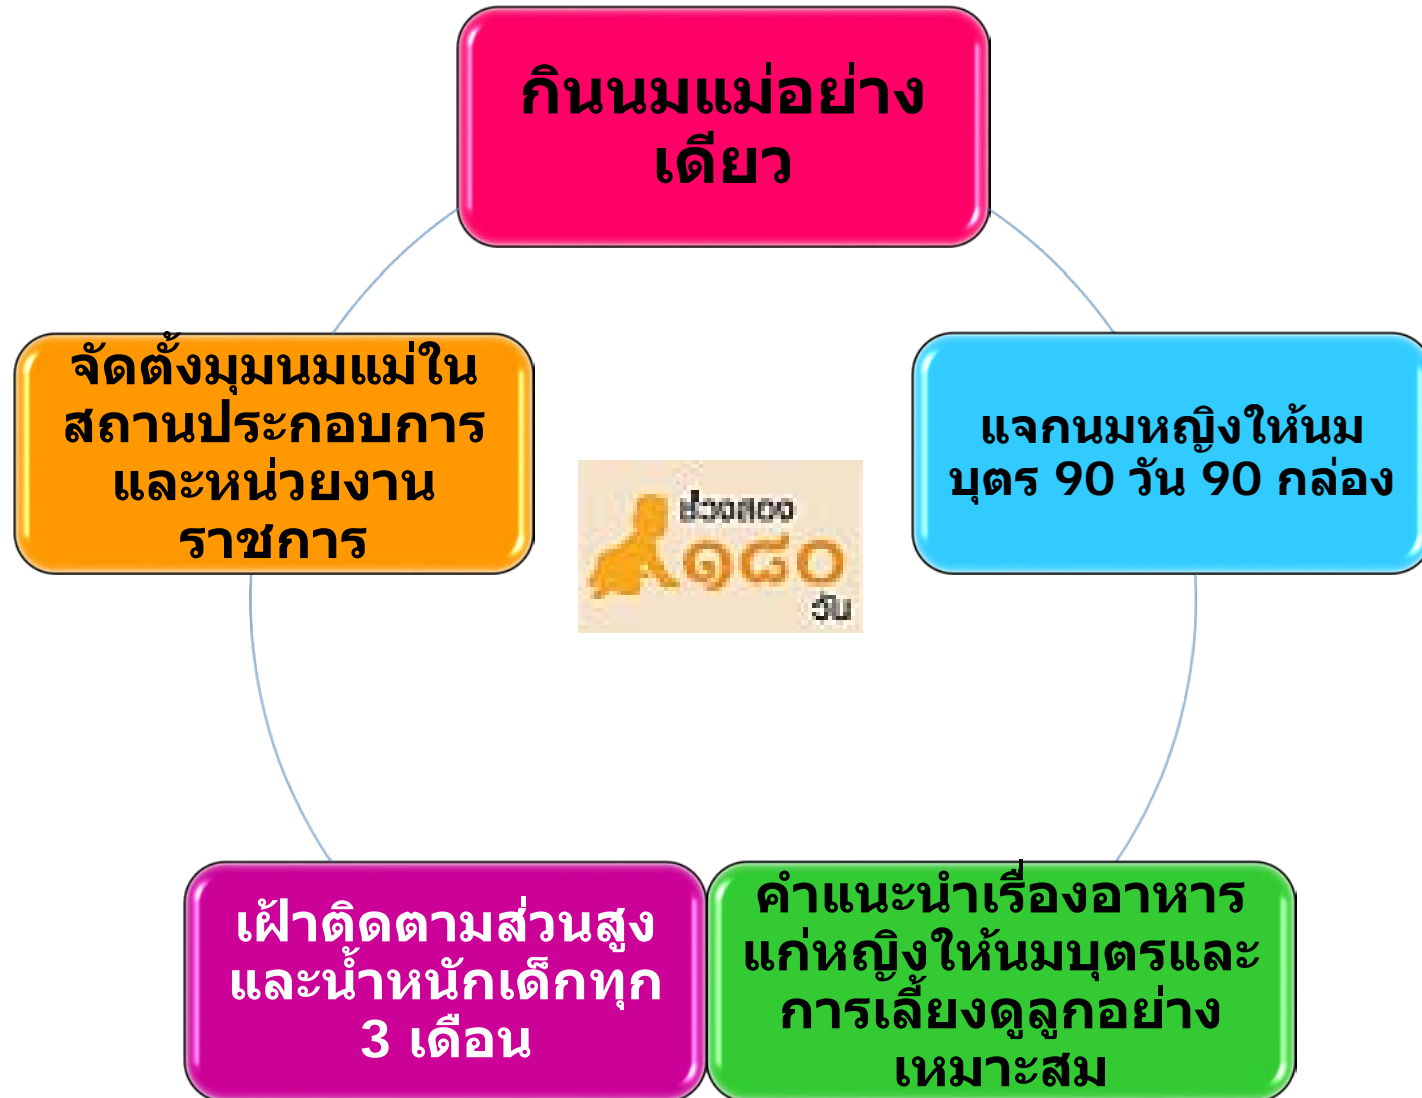 กินนมแม่อย่าง
เดียว
แจกนมหญิงให้นม
บุตร 90 วัน 90 กล่อง
คำแนะนำเรื่องอาหาร
แก่หญิงให้นมบุตรและ
การเลี้ยงดูลูกอย่าง
เหมาะสม
เฝ้าติดตามส่วนสูง
และน้ำหนักเด็กทุก
3 เดือน
จัดตั้งมุมนมแม่ใน
สถานประกอบการ
และหน่วยงาน
ราชการ
ช่วงสอง
๑๘๐
วัน